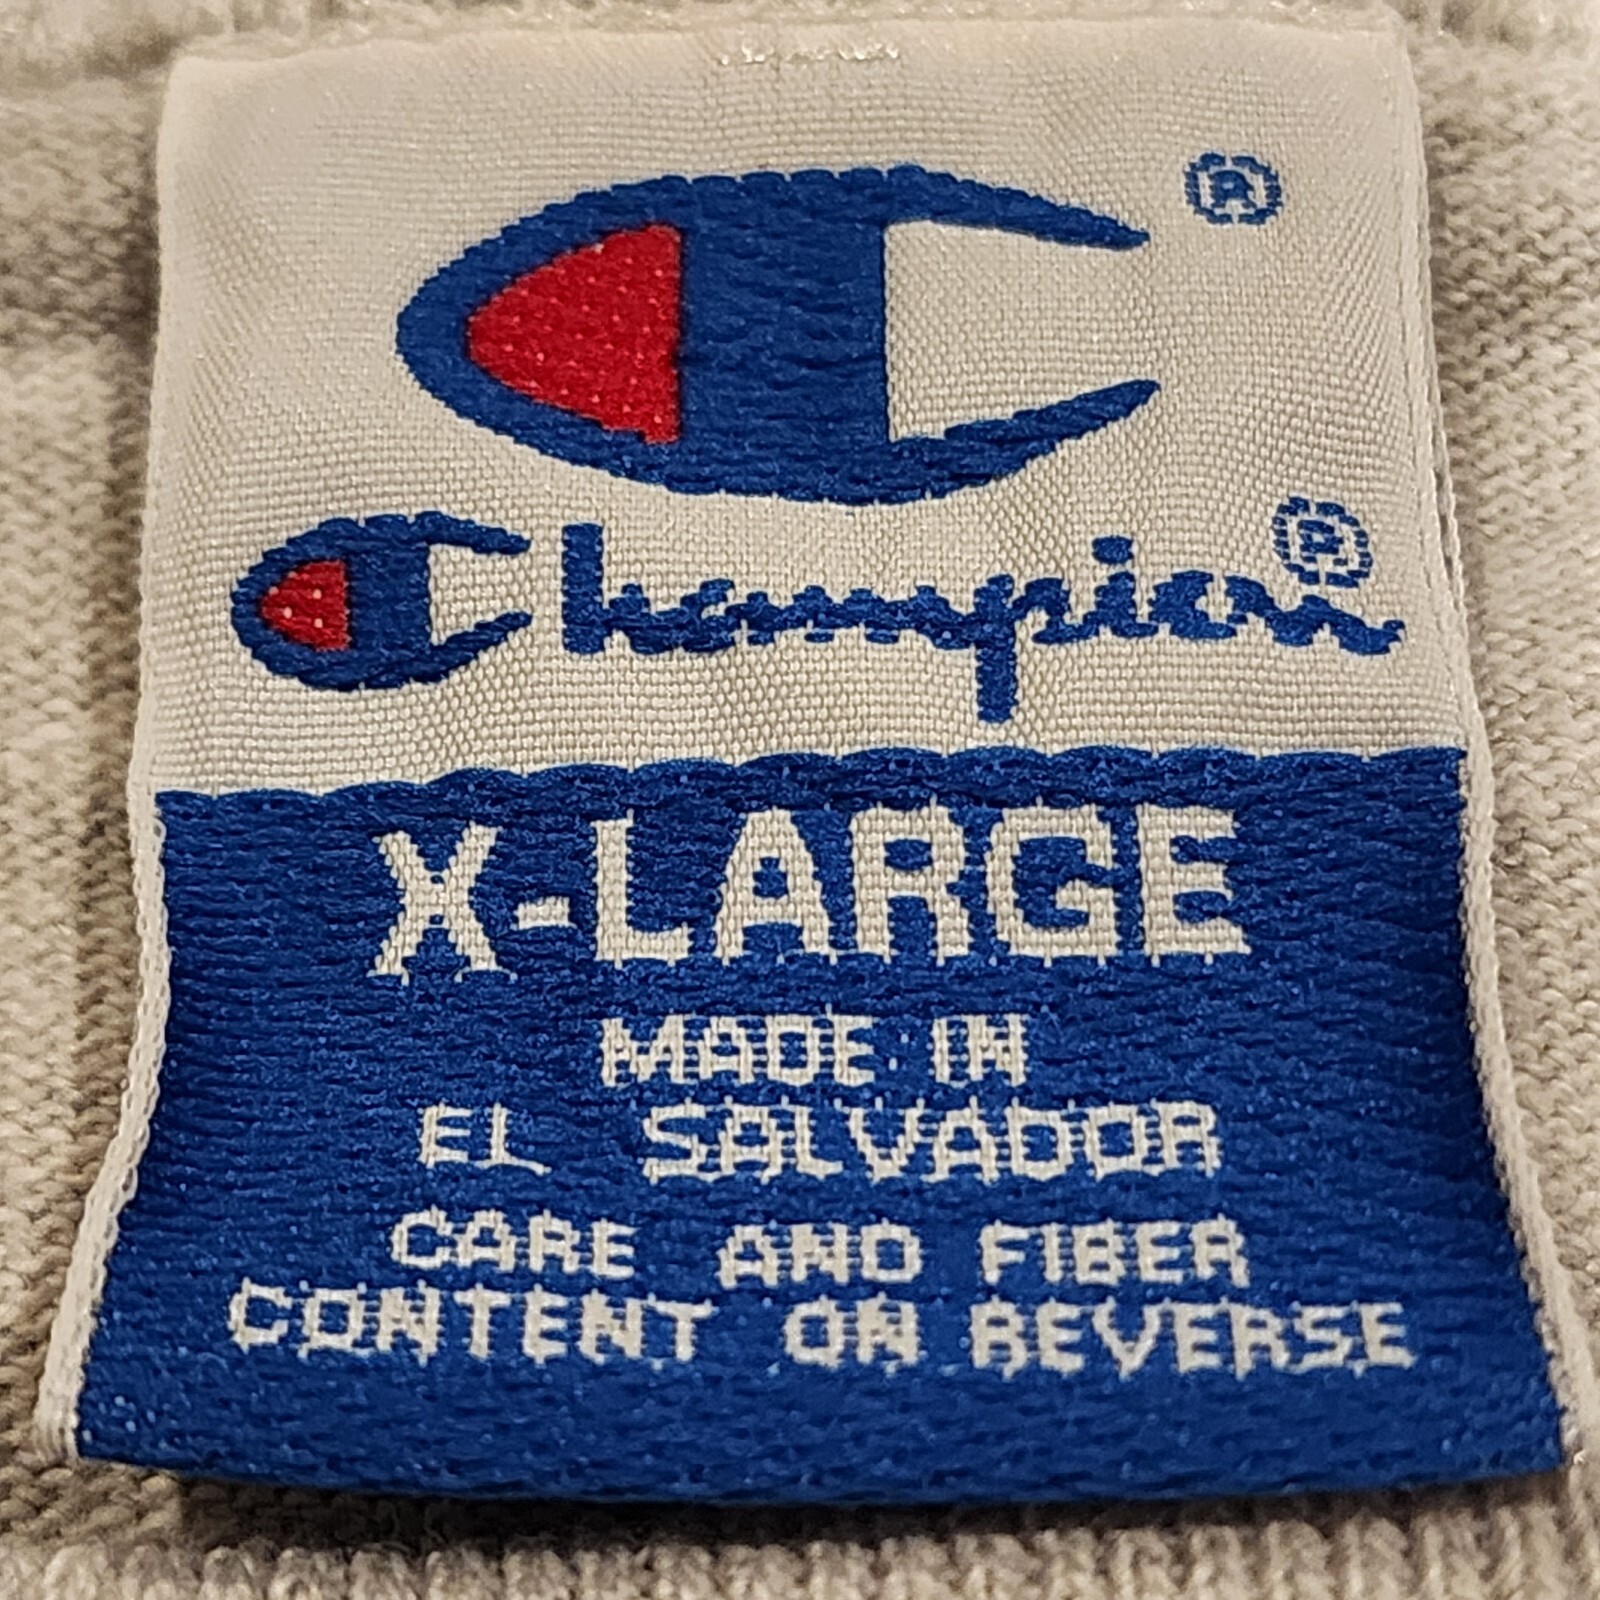 ®
Champion®
X-LARGE
MADE IN
EL SALVADOR
CARE AND FIBER
CONTENT ON REVERSE